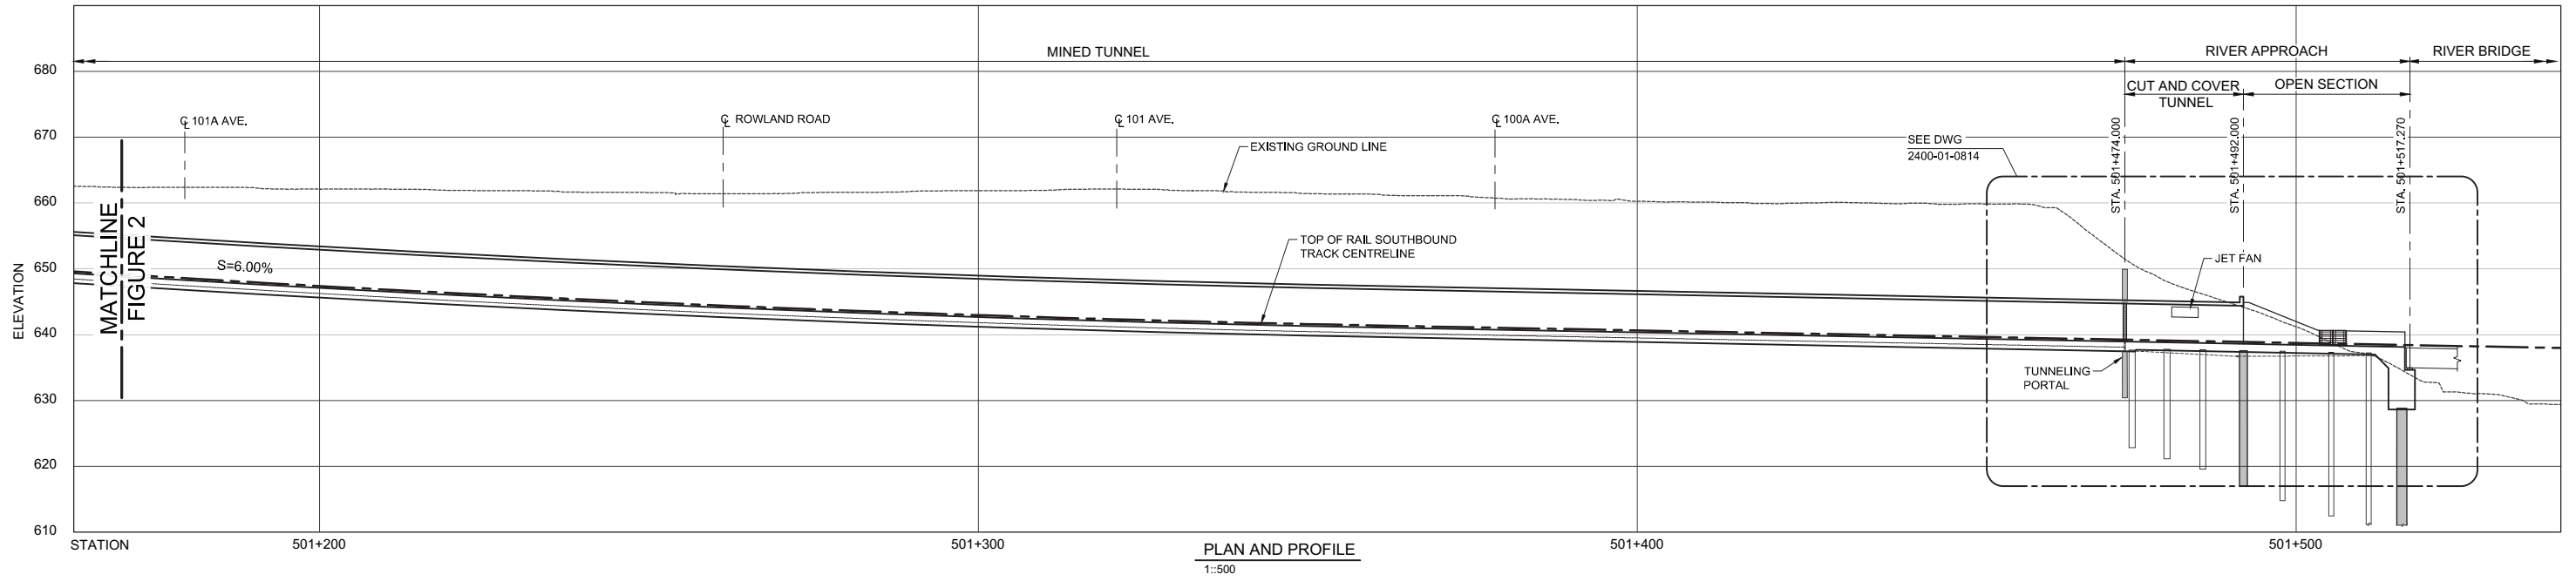 MINED TUNNEL
RIVER APPROACH
RIVER BRIDGE
CUT AND COVER
TUNNEL
OPEN SECTION
680
670
660
650
640
630
620
610
ELEVATION
℄ 101A AVE.
℄ ROWLAND ROAD
℄ 101 AVE.
℄ 100A AVE.
EXISTING GROUND LINE
SEE DWG
2400-01-0814
STA. 501+474.000
STA. 501+492.000
STA. 501+517.270
MATCHLINE
FIGURE 2
S=6.00%
TOP OF RAIL SOUTHBOUND
TRACK CENTRELINE
JET FAN
TUNNELING
PORTAL
STATION
501+200
501+300
501+400
501+500
PLAN AND PROFILE
1::500